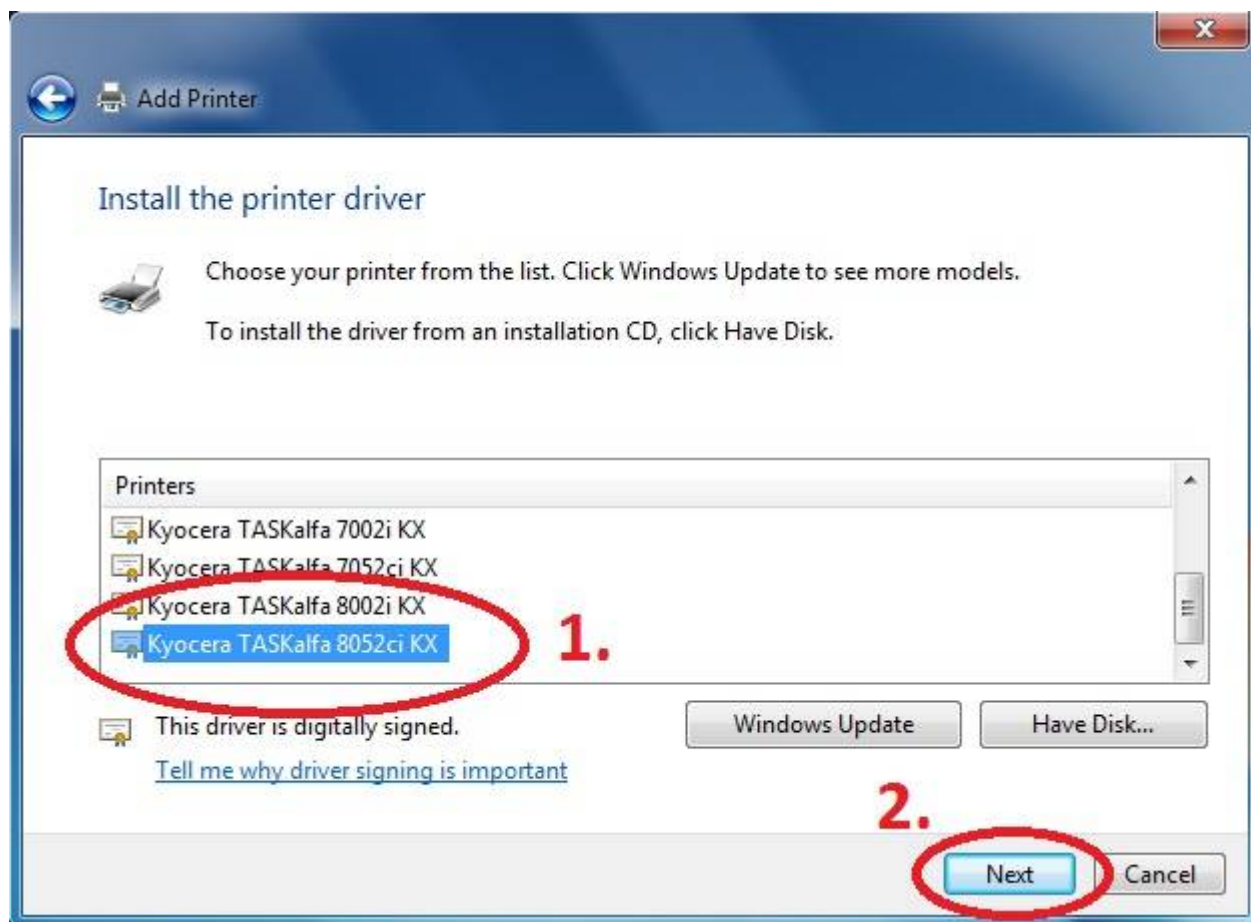 Add Printer
Install the printer driver
Choose your printer from the list. Click Windows Update to see more models.
To install the driver from an installation CD, click Have Disk.
Printers
Kyocera TASKalfa 7002i KX
Kyocera TASKalfa 7052ci KX
Kyocera TASKalfa 8002i KX
Kyocera TASKalfa 8052ci KX
1.
This driver is digitally signed.
Windows Update
Have Disk...
Tell me why driver signing is important
2.
Next
Cancel